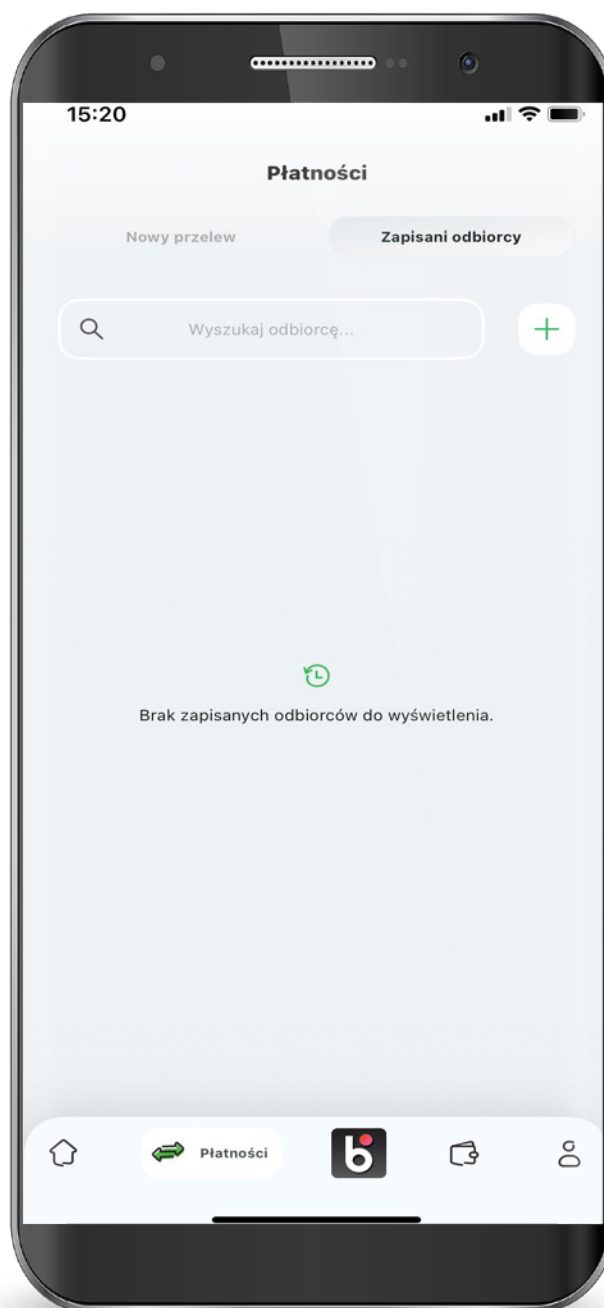 15:20
Płatności
Nowy przelew
Zapisani odbiorcy
Wyszukaj odbiorcę...
Brak zapisanych odbiorców do wyświetlenia.
Płatności